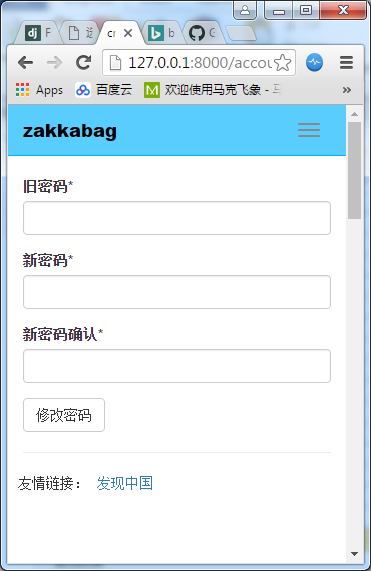 dj F
cr
b
G
127.0.0.1:8000/accou
Apps 百度云 M 欢迎使用马克飞象 - 马 »
zakkabag
旧密码*
新密码*
新密码确认*
修改密码
友情链接： 发现中国